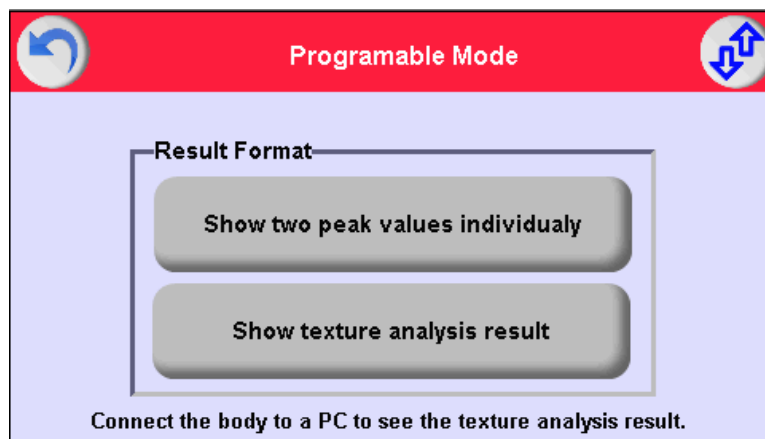 Programable Mode
Result Format
Show two peak values individualy
Show texture analysis result
Connect the body to a PC to see the texture analysis result.